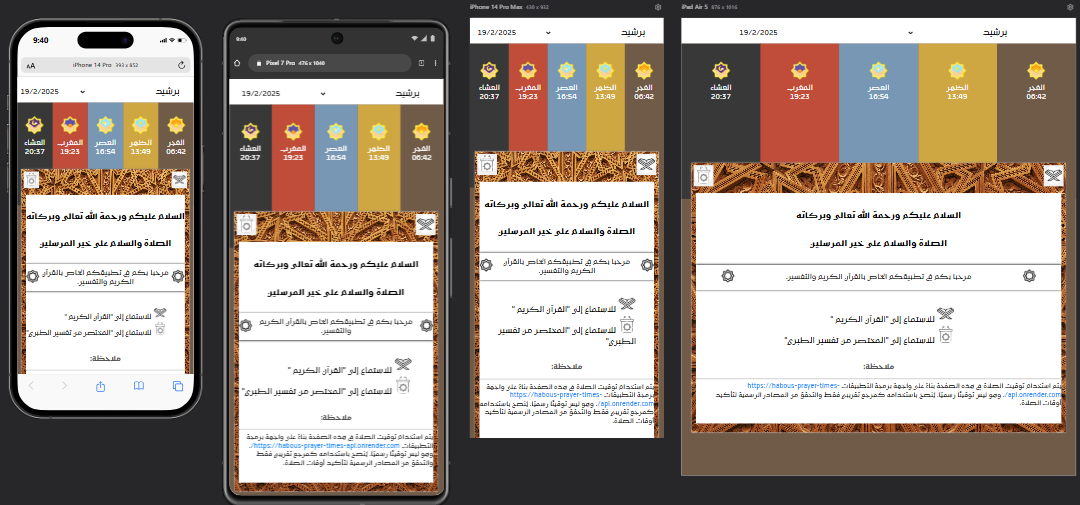 9:40
AA
iPhone 14 Pro 393 x 852
19/2/2025
برشيد
الفجر
06:42
الظهر
13:49
العصر
16:54
المغرب
19:23
العشاء
20:37
السلام عليكم ورحمة الله تعالى وبركاته
الصلاة والسلام على خير المرسلين
مرحبا بكم في تطبيقكم الخاص بالقرآن
الكريم والتفسير.
للاستماع إلى "القرآن الكريم "
للاستماع إلى "المختصر من تفسير الطبري"
ملاحظة:
9:40
Pixel 7 Pro 476 x 1040
19/2/2025
برشيد
الفجر
06:42
الظهر
13:49
العصر
16:54
المغرب
19:23
العشاء
20:37
السلام عليكم ورحمة الله تعالى وبركاته
الصلاة والسلام على خير المرسلين
مرحبا بكم في تطبيقكم الخاص بالقرآن الكريم
والتفسير.
للاستماع إلى "القرآن الكريم "
للاستماع إلى "المختصر من تفسير الطبري"
ملاحظة:
يتم استخدام توقيت الصلاة في هذه الصفحة بناءً على واجهة برمجة
التطبيقات https://habous-prayer-times-api.onrender.com/.
وهو ليس توقيتًا رسميًا. يُنصح باستخدامه كمرجع تقريبي فقط
والتحقق من المصادر الرسمية لتأكيد أوقات الصلاة.
iPhone 14 Pro Max 430 x 932
19/2/2025
برشيد
الفجر
06:42
الظهر
13:49
العصر
16:54
المغرب
19:23
العشاء
20:37
السلام عليكم ورحمة الله تعالى وبركاته
الصلاة والسلام على خير المرسلين
مرحبا بكم في تطبيقكم الخاص بالقرآن
الكريم والتفسير.
للاستماع إلى "القرآن الكريم "
للاستماع إلى "المختصر من تفسير
الطبري"
ملاحظة:
يتم استخدام توقيت الصلاة في هذه الصفحة بناءً على واجهة
برمجة التطبيقات https://habous-prayer-times-
api.onrender.com/. وهو ليس توقيتًا رسميًا. يُنصح باستخدامه
كمرجع تقريبي فقط والتحقق من المصادر الرسمية لتأكيد
أوقات الصلاة.
iPad Air 5 876 x 1016
19/2/2025
برشيد
الفجر
06:42
الظهر
13:49
العصر
16:54
المغرب
19:23
العشاء
20:37
السلام عليكم ورحمة الله تعالى وبركاته
الصلاة والسلام على خير المرسلين
مرحبا بكم في تطبيقكم الخاص بالقرآن الكريم والتفسير.
للاستماع إلى "القرآن الكريم "
للاستماع إلى "المختصر من تفسير الطبري"
ملاحظة:
يتم استخدام توقيت الصلاة في هذه الصفحة بناءً على واجهة برمجة التطبيقات https://habous-prayer-times-
api.onrender.com/. وهو ليس توقيتًا رسميًا. يُنصح باستخدامه كمرجع تقريبي فقط والتحقق من المصادر الرسمية لتأكيد
أوقات الصلاة.